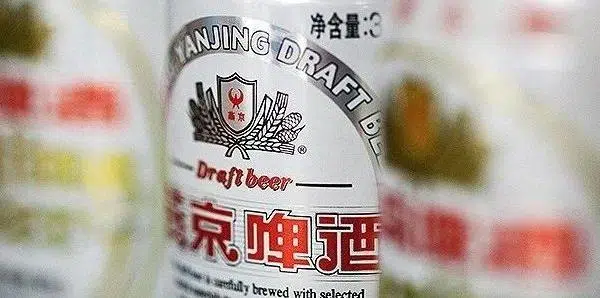 净含量:3
YANJING DRAFT BE
燕京
®
Draft beer
燕京啤酒
is carefully brewed with selected